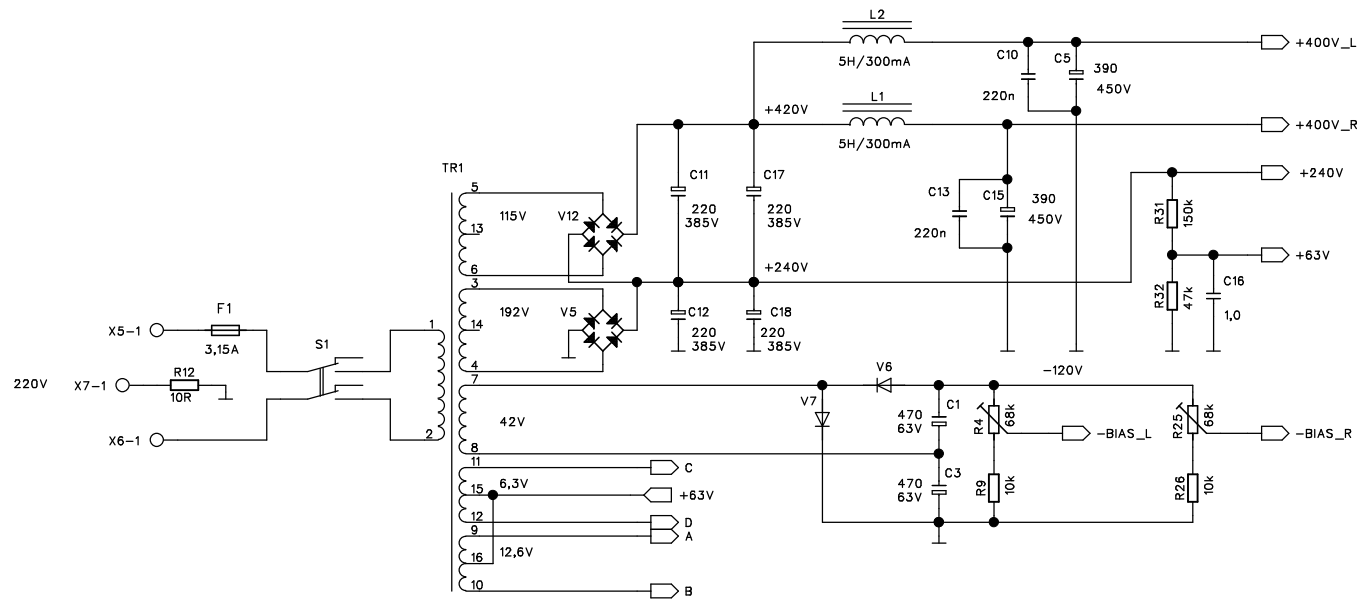 L2
5H/300mA
C10
220n
C5
390
450V
+400V_L
+420V
L1
5H/300mA
+400V_R
TR1
5
115V
13
6
V12
C11
220
385V
C17
220
385V
C13
220n
C15
390
450V
+240V
R31
150k
+240V
3
192V
14
4
V5
C12
220
385V
C18
220
385V
+63V
R32
47k
C16
1,0
F1
X5-1
3,15A
S1
1
R12
220V
X7-1
10R
X6-1
2
7
42V
8
V7
V6
-120V
C1
470
63V
R4
68k
-BIAS_L
R25
68k
-BIAS_R
C3
470
63V
R9
10k
R26
10k
11
C
6,3V
15
+63V
12
D
9
A
12,6V
16
10
B